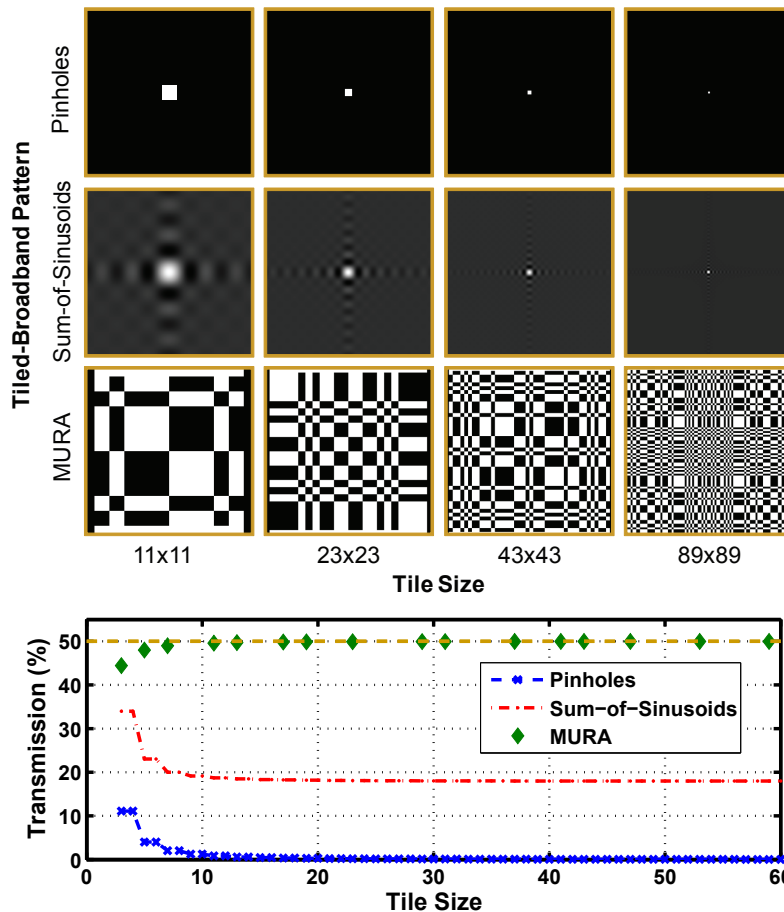 Tiled-Broadband Pattern
Pinholes
Sum-of-Sinusoids
MURA
11x11 23x23 43x43 89x89
Tile Size
Transmission (%)
50
40
30
20
10
0
Pinholes
Sum-of-Sinusoids
MURA
0 10 20 30 40 50 60
Tile Size